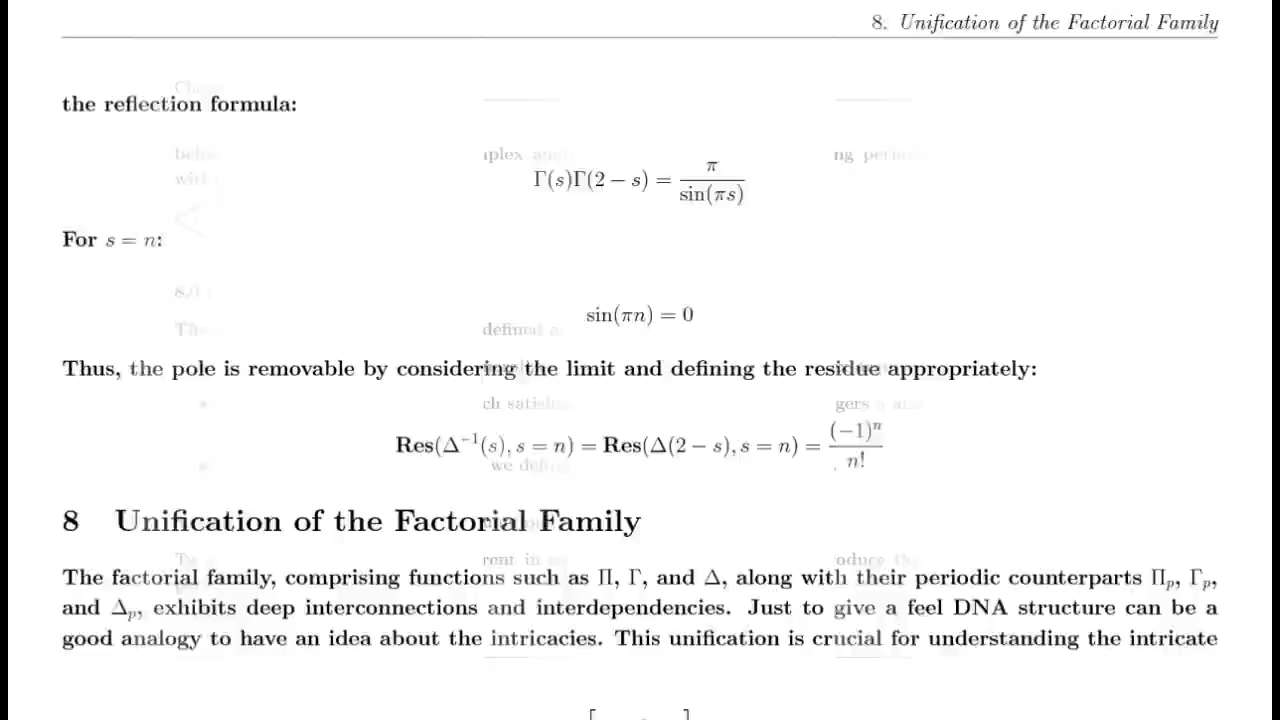 8. Unification of the Factorial Family
the reflection formula:
Γ(s)Γ(2 − s) = π / sin(πs)
For s = n:
sin(πn) = 0
Thus, the pole is removable by considering the limit and defining the residue appropriately:
Res(Δ⁻¹(s), s = n) = Res(Δ(2 − s), s = n) = (−1)ⁿ / n!
8 Unification of the Factorial Family
The factorial family, comprising functions such as Π, Γ, and Δ, along with their periodic counterparts Πₚ, Γₚ,
and Δₚ, exhibits deep interconnections and interdependencies. Just to give a feel DNA structure can be a
good analogy to have an idea about the intricacies. This unification is crucial for understanding the intricate